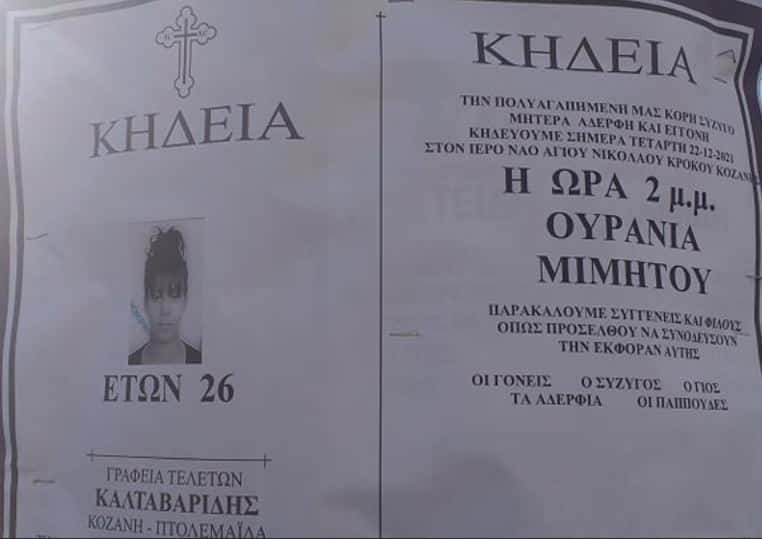 ΚΗΔΕΙΑ
ΕΤΩΝ 26
ΓΡΑΦΕΙΑ ΤΕΛΕΤΩΝ
ΚΑΛΤΑΒΑΡΙΔΗΣ
ΚΟΖΑΝΗ - ΠΤΟΛΕΜΑΪΔΑ
ΚΗΔΕΙΑ
ΤΗΝ ΠΟΛΥΑΓΑΠΗΜΕΝΗ ΜΑΣ ΚΟΡΗ ΣΥΖΥΓΟ
ΜΗΤΕΡΑ ΑΔΕΡΦΗ ΚΑΙ ΕΓΓΟΝΗ
ΚΗΔΕΥΟΥΜΕ ΣΗΜΕΡΑ ΤΕΤΑΡΤΗ 22-12-2021
ΣΤΟΝ ΙΕΡΟ ΝΑΟ ΑΓΙΟΥ ΝΙΚΟΛΑΟΥ ΚΡΟΚΟΥ ΚΟΖΑΝΗΣ
Η ΩΡΑ 2 μ.μ.
ΟΥΡΑΝΙΑ
ΜΙΜΗΤΟΥ
ΠΑΡΑΚΑΛΟΥΜΕ ΣΥΓΓΕΝΕΙΣ ΚΑΙ ΦΙΛΟΥΣ
ΟΠΩΣ ΠΡΟΣΕΛΘΟΥΝ ΝΑ ΣΥΝΟΔΕΥΣΟΥΝ
ΤΗΝ ΕΚΦΟΡΑΝ ΑΥΤΗΣ
ΟΙ ΓΟΝΕΙΣ Ο ΣΥΖΥΓΟΣ Ο ΓΙΟΣ
ΤΑ ΑΔΕΡΦΙΑ ΟΙ ΠΑΠΠΟΥΔΕΣ